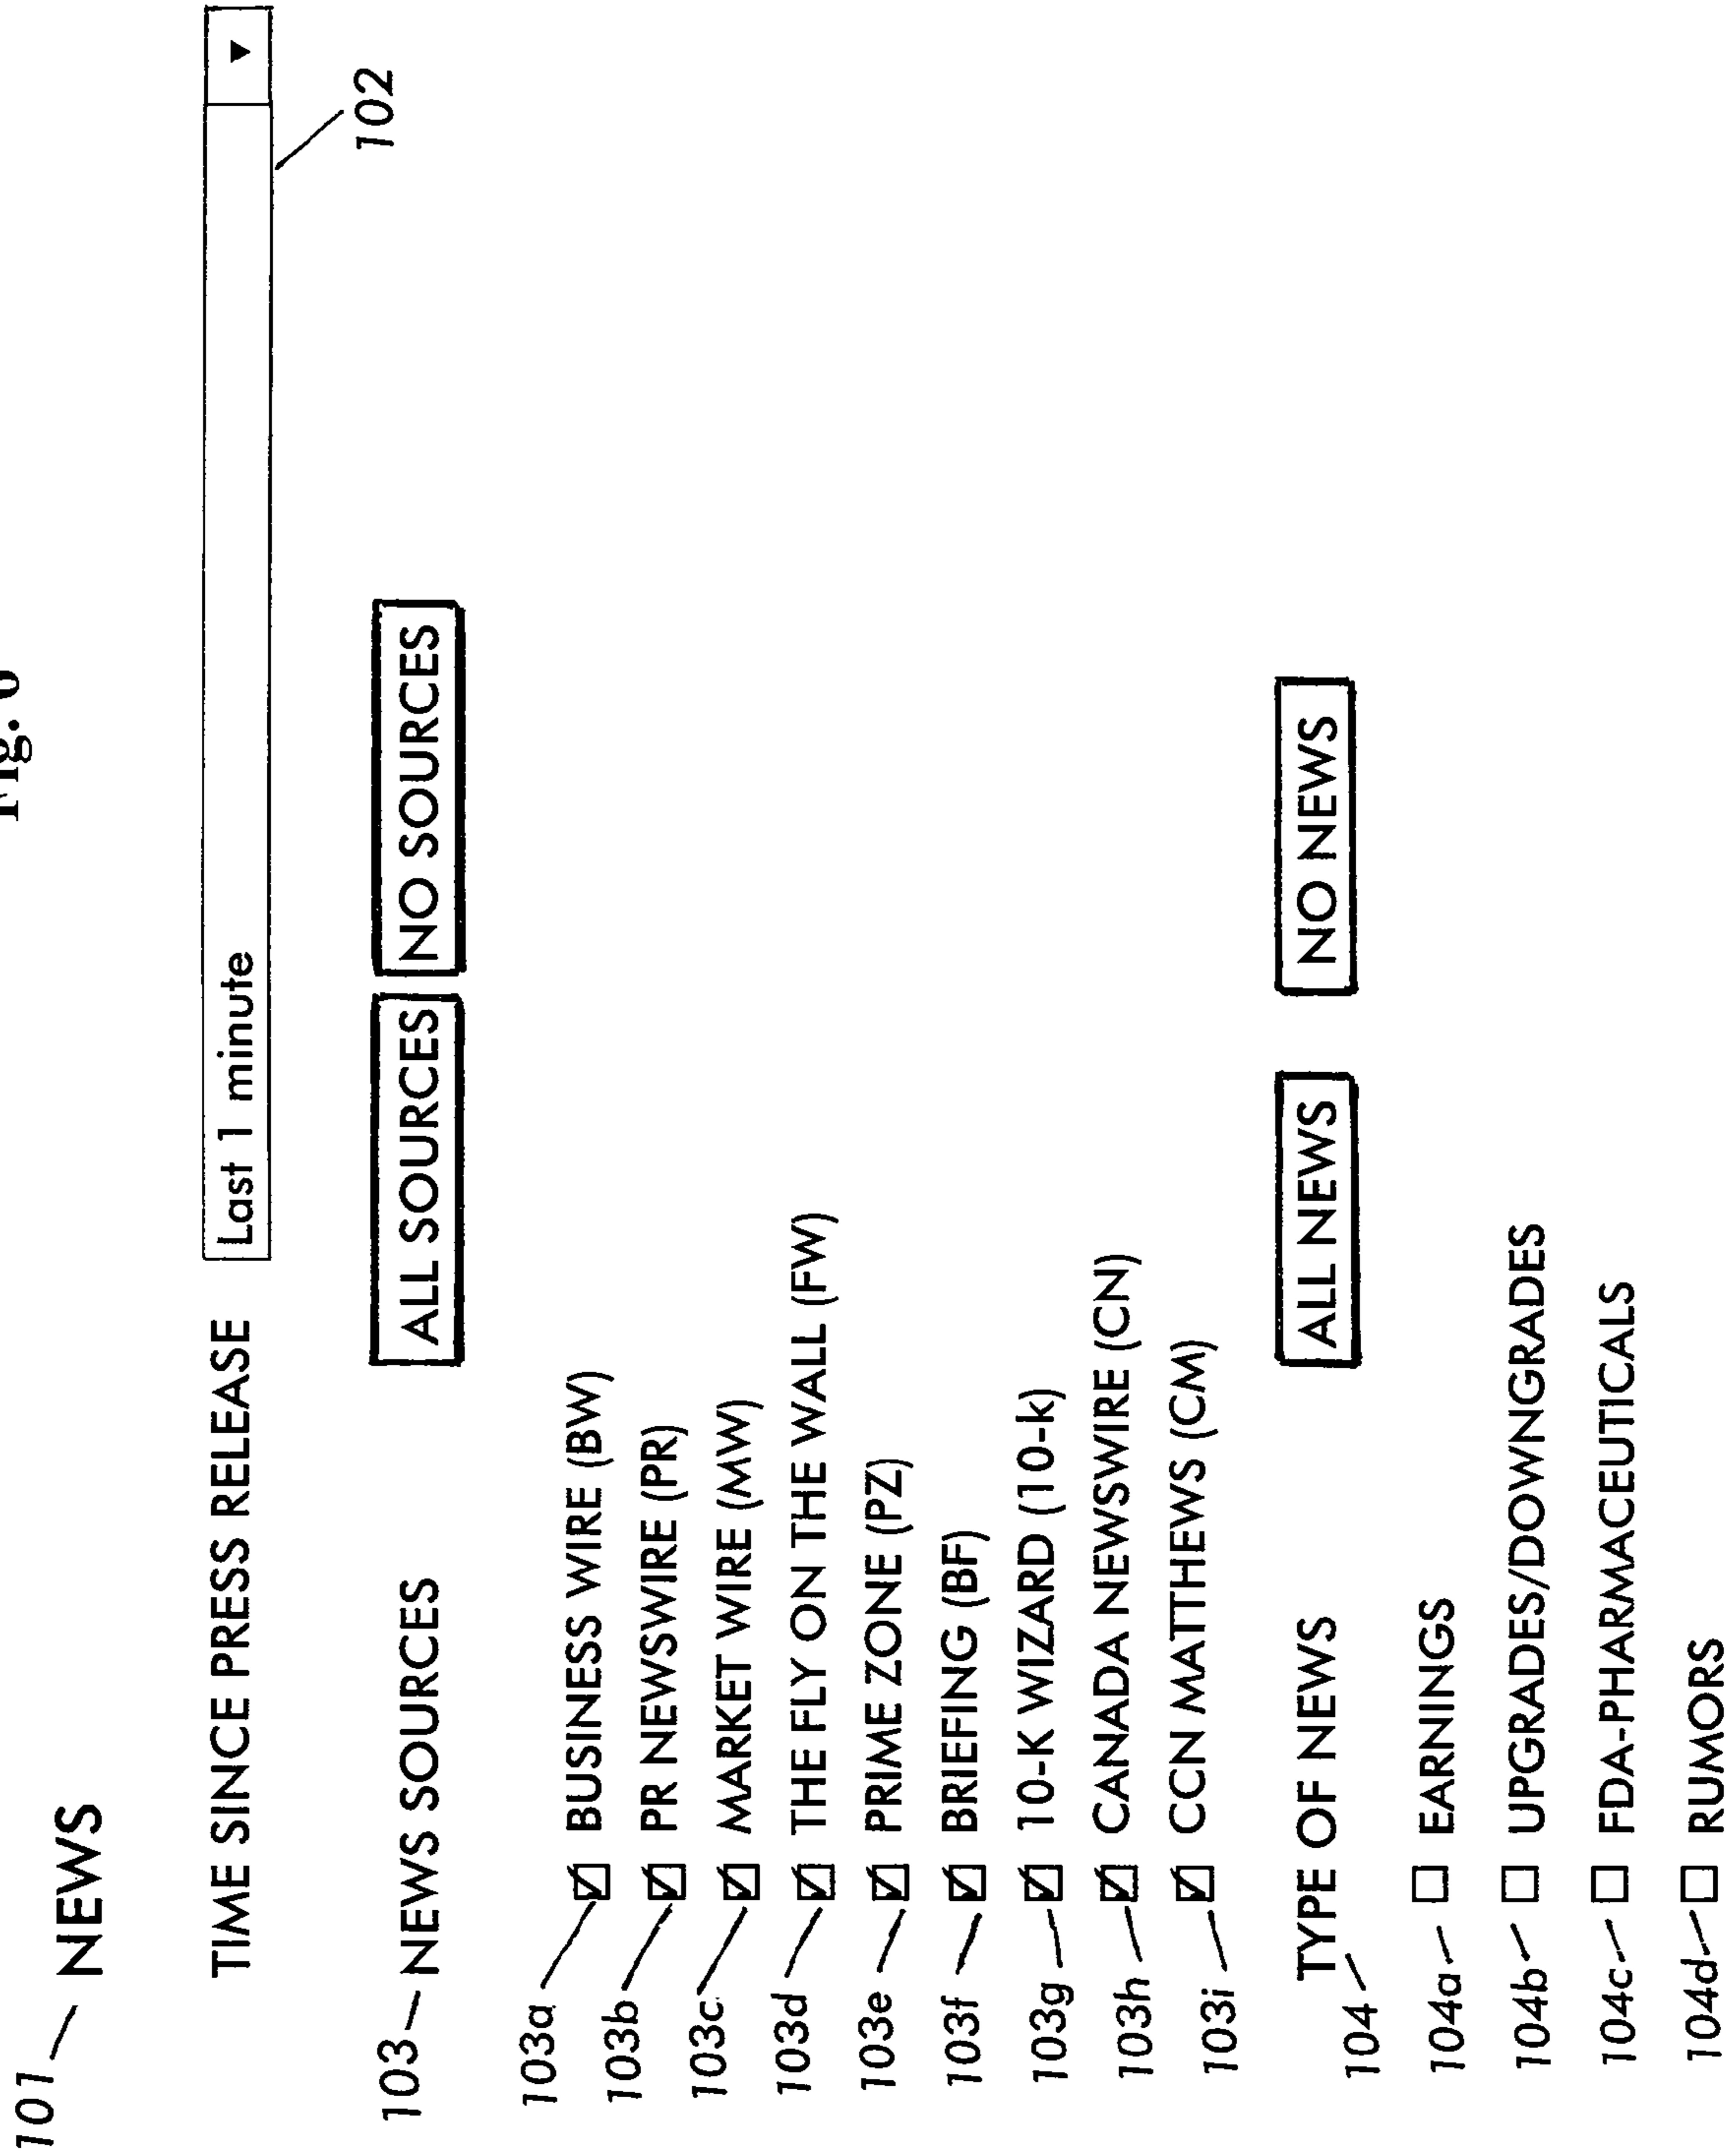 101 NEWS
TIME SINCE PRESS RELEASE Last 1 minute ▼
102
103 NEWS SOURCES ALL SOURCES NO SOURCES
103a ☑ BUSINESS WIRE (BW)
103b ☑ PR NEWSWIRE (PR)
103c ☑ MARKET WIRE (MW)
103d ☑ THE FLY ON THE WALL (FW)
103e ☑ PRIME ZONE (PZ)
103f ☑ BRIEFING (BF)
103g ☑ 10-K WIZARD (10-k)
103h ☑ CANADA NEWSWIRE (CN)
103i ☑ CCN MATTHEWS (CM)
104 TYPE OF NEWS ALL NEWS NO NEWS
104a ☐ EARNINGS
104b ☐ UPGRADES/DOWNGRADES
104c ☐ FDA-PHARMACEUTICALS
104d ☐ RUMORS